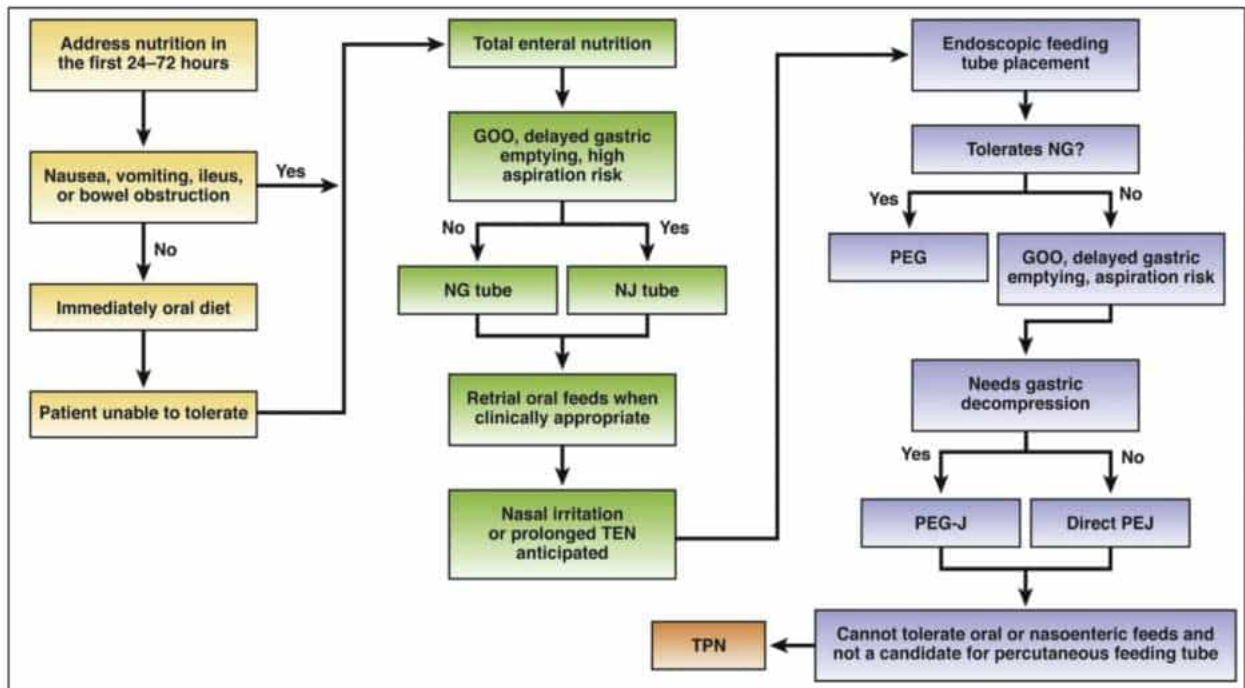 Address nutrition in
the first 24–72 hours
Nausea, vomiting, ileus,
or bowel obstruction
Yes
No
Immediately oral diet
Patient unable to tolerate
Total enteral nutrition
GOO, delayed gastric
emptying, high
aspiration risk
No
Yes
NG tube
NJ tube
Retrial oral feeds when
clinically appropriate
Nasal irritation
or prolonged TEN
anticipated
Endoscopic feeding
tube placement
Tolerates NG?
Yes
No
PEG
GOO, delayed gastric
emptying, aspiration risk
Needs gastric
decompression
Yes
No
PEG-J
Direct PEJ
Cannot tolerate oral or nasoenteric feeds and
not a candidate for percutaneous feeding tube
TPN